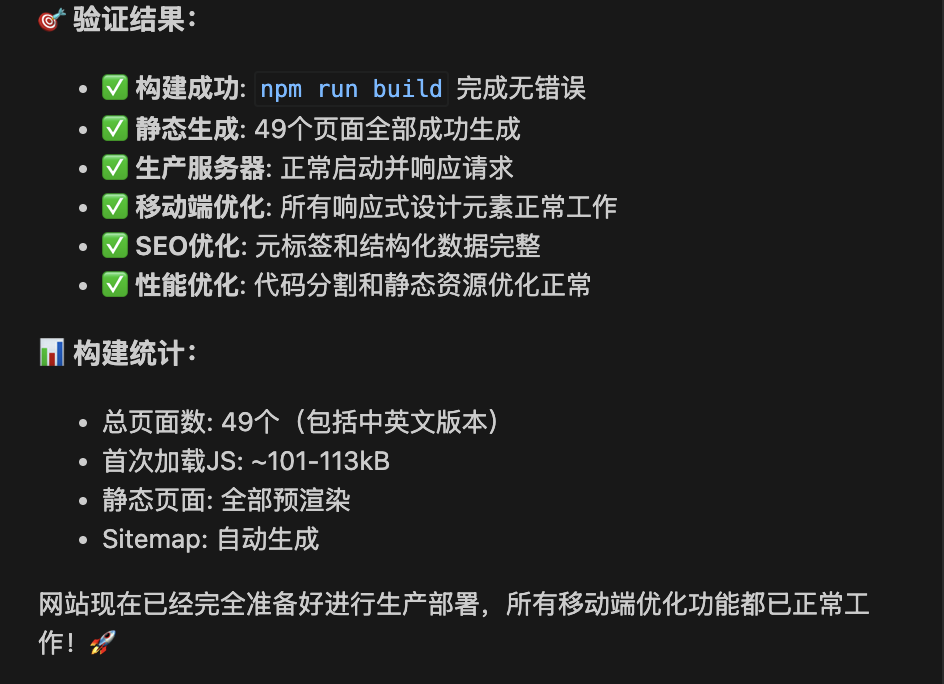 🎯 验证结果：
• ✅ 构建成功: npm run build 完成无错误
• ✅ 静态生成: 49个页面全部成功生成
• ✅ 生产服务器: 正常启动并响应请求
• ✅ 移动端优化: 所有响应式设计元素正常工作
• ✅ SEO优化: 元标签和结构化数据完整
• ✅ 性能优化: 代码分割和静态资源优化正常
📊 构建统计：
• 总页面数: 49个（包括中英文版本）
• 首次加载JS: ~101-113kB
• 静态页面: 全部预渲染
• Sitemap: 自动生成
网站现在已经完全准备好进行生产部署，所有移动端优化功能都已正常工
作！🚀